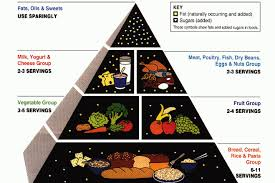 Fats, Oils & Sweets
USE SPARINGLY
KEY
Fat (naturally occurring and added)
Sugars (added)
These symbols show fat and added sugars in foods.
Milk, Yogurt &
Cheese Group
2-3 SERVINGS
Meat, Poultry, Fish, Dry Beans,
Eggs & Nuts Group
2-3 SERVINGS
Vegetable Group
3-5 SERVINGS
Fruit Group
2-4 SERVINGS
Bread, Cereal,
Rice & Pasta
Group
6-11
SERVINGS